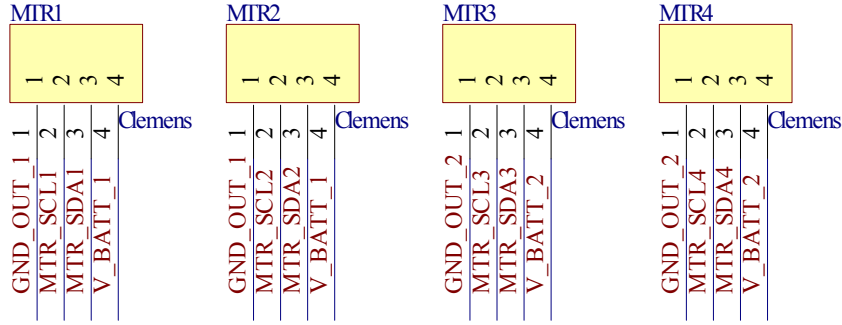 MTR1
1
2
3
4
Clemens
1
2
3
4
GND_OUT_1
MTR_SCL1
MTR_SDA1
V_BATT_1
MTR2
1
2
3
4
Clemens
1
2
3
4
GND_OUT_1
MTR_SCL2
MTR_SDA2
V_BATT_1
MTR3
1
2
3
4
Clemens
1
2
3
4
GND_OUT_2
MTR_SCL3
MTR_SDA3
V_BATT_2
MTR4
1
2
3
4
Clemens
1
2
3
4
GND_OUT_2
MTR_SCL4
MTR_SDA4
V_BATT_2